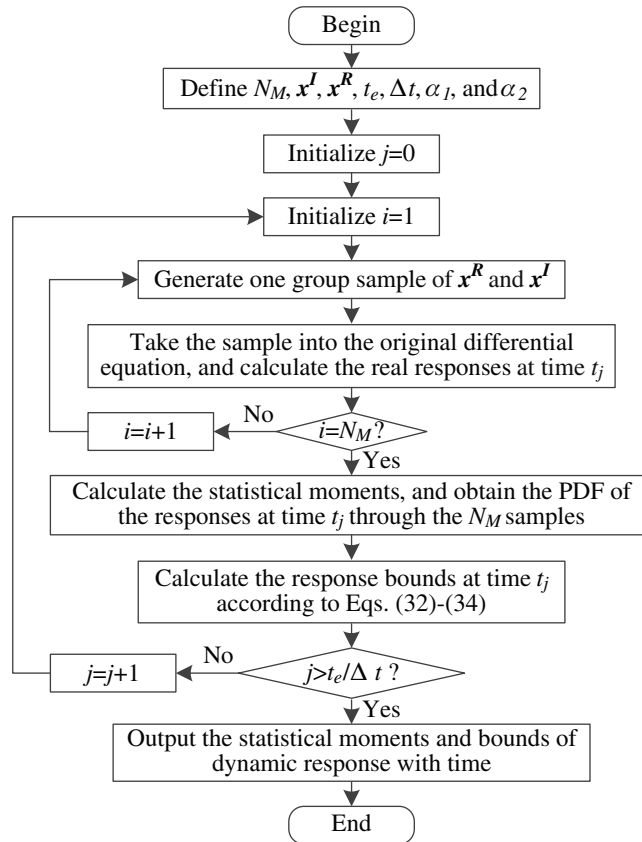 Begin
Define N_M, x^I, x^R, t_e, Δt, α_1, and α_2
Initialize j=0
Initialize i=1
Generate one group sample of x^R and x^I
Take the sample into the original differential
equation, and calculate the real responses at time t_j
No
i=i+1
i=N_M?
Yes
Calculate the statistical moments, and obtain the PDF of
the responses at time t_j through the N_M samples
Calculate the response bounds at time t_j
according to Eqs. (32)-(34)
No
j=j+1
j>t_e/Δ t ?
Yes
Output the statistical moments and bounds of
dynamic response with time
End